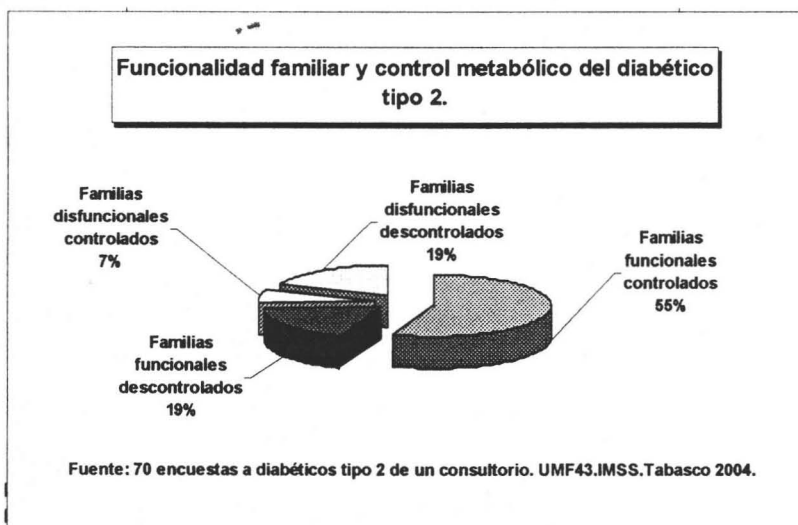 Funcionalidad familiar y control metabólico del diabético
tipo 2.
Familias
disfuncionales
controlados
7%
Familias
disfuncionales
descontrolados
19%
Familias
funcionales
controlados
55%
Familias
funcionales
descontrolados
19%
Fuente: 70 encuestas a diabéticos tipo 2 de un consultorio. UMF43.IMSS.Tabasco 2004.